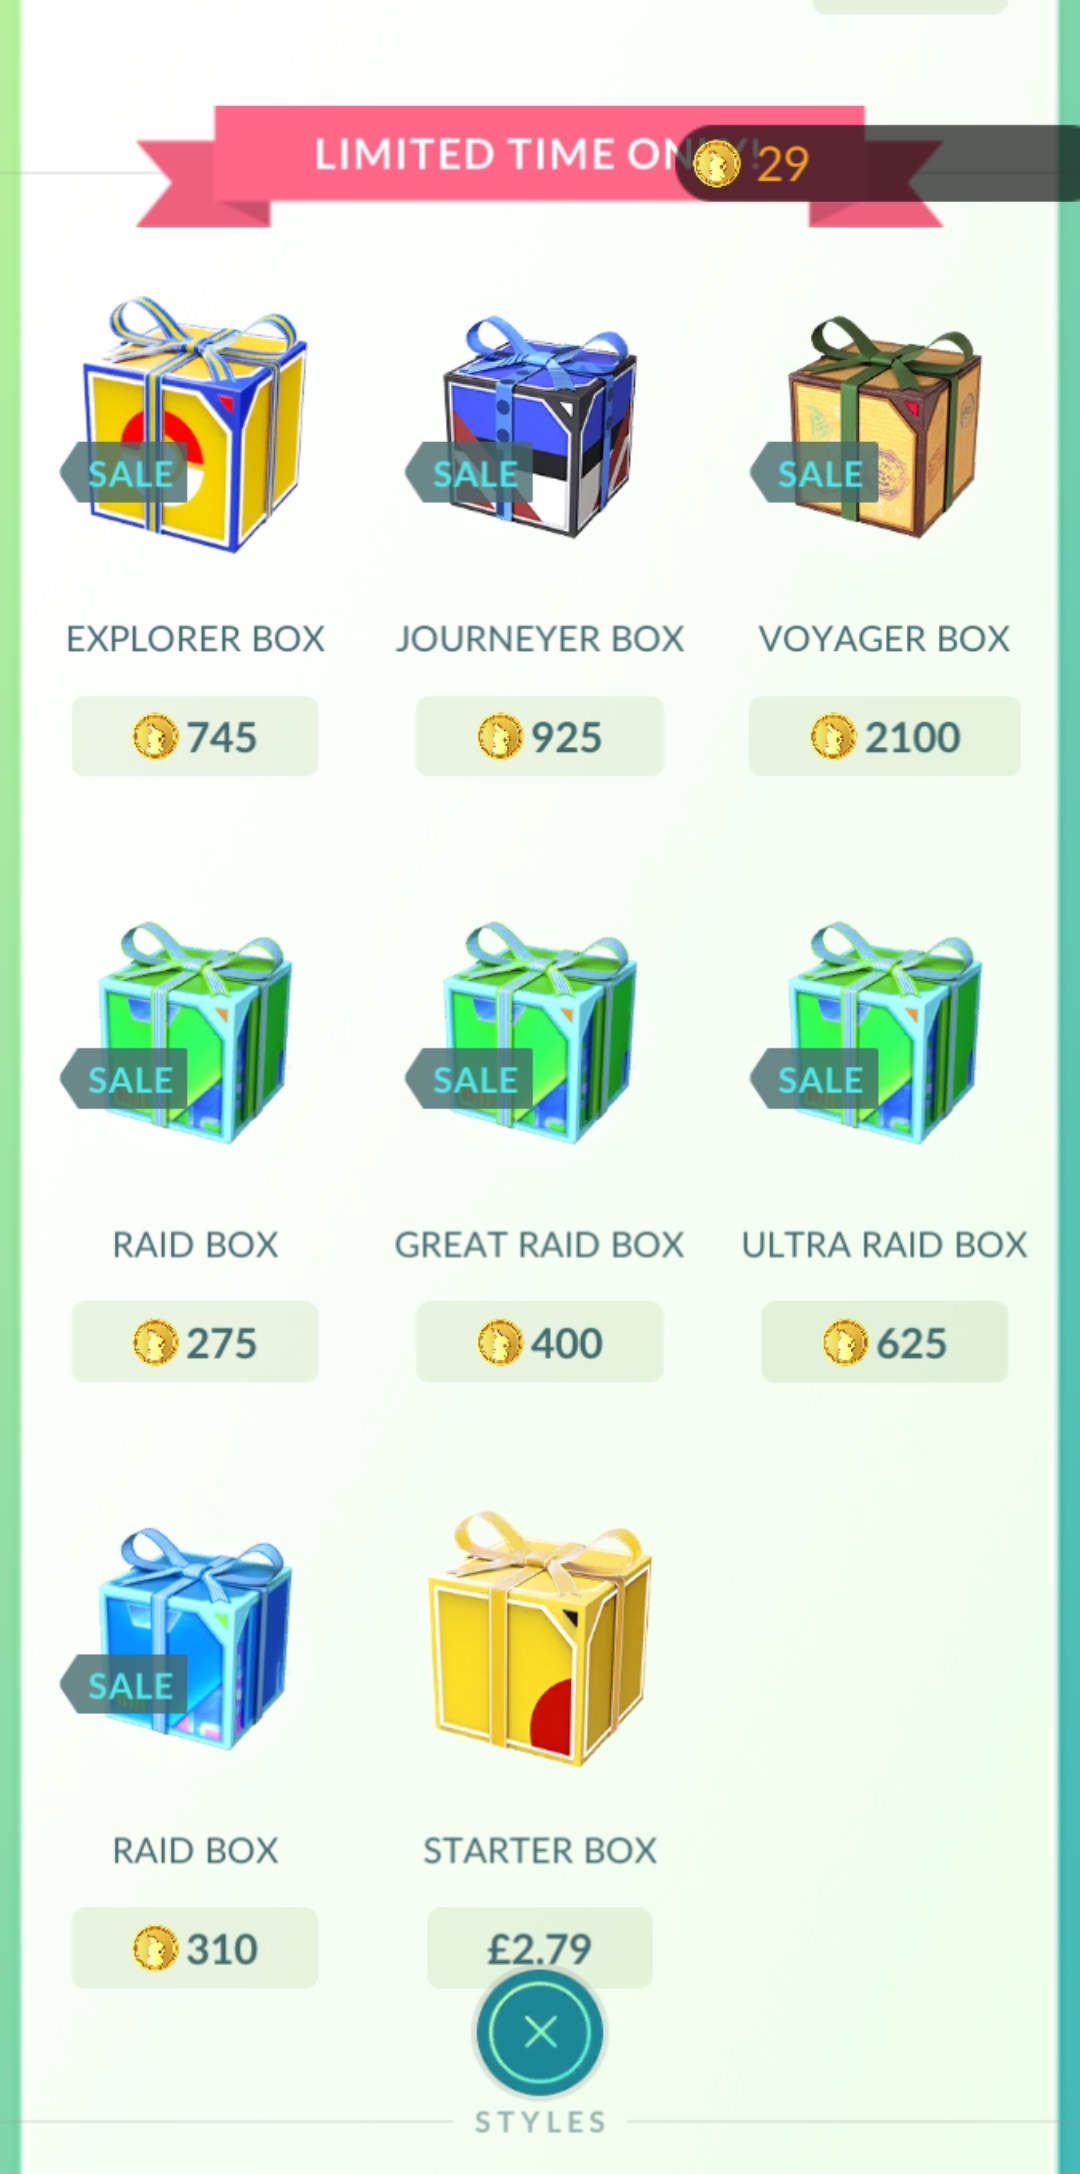 LIMITED TIME ONLY!
29
SALE SALE SALE
EXPLORER BOX JOURNEYER BOX VOYAGER BOX
745 925 2100
SALE SALE SALE
RAID BOX GREAT RAID BOX ULTRA RAID BOX
275 400 625
SALE
RAID BOX STARTER BOX
310 £2.79
STYLES